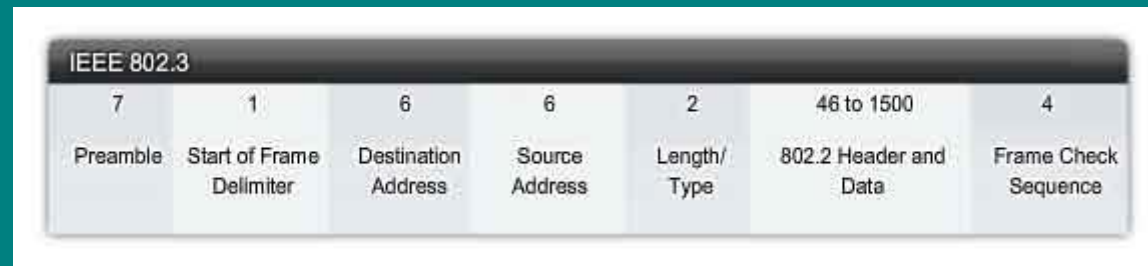 IEEE 802.3
7 1 6 6 2 46 to 1500 4
Preamble Start of Frame Destination Source Length/ 802.2 Header and Frame Check
Delimiter Address Address Type Data Sequence